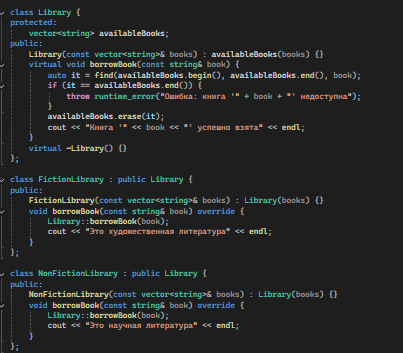 class Library {
protected:
vector<string> availableBooks;
public:
Library(const vector<string>& books) : availableBooks(books) {}
virtual void borrowBook(const string& book) {
auto it = find(availableBooks.begin(), availableBooks.end(), book);
if (it == availableBooks.end()) {
throw runtime_error("Ошибка: книга '" + book + "' недоступна");
}
availableBooks.erase(it);
cout << "Книга '" << book << "' успешно взята" << endl;
}
virtual ~Library() {}
};
class FictionLibrary : public Library {
public:
FictionLibrary(const vector<string>& books) : Library(books) {}
void borrowBook(const string& book) override {
Library::borrowBook(book);
cout << "Это художественная литература" << endl;
}
};
class NonFictionLibrary : public Library {
public:
NonFictionLibrary(const vector<string>& books) : Library(books) {}
void borrowBook(const string& book) override {
Library::borrowBook(book);
cout << "Это научная литература" << endl;
}
};